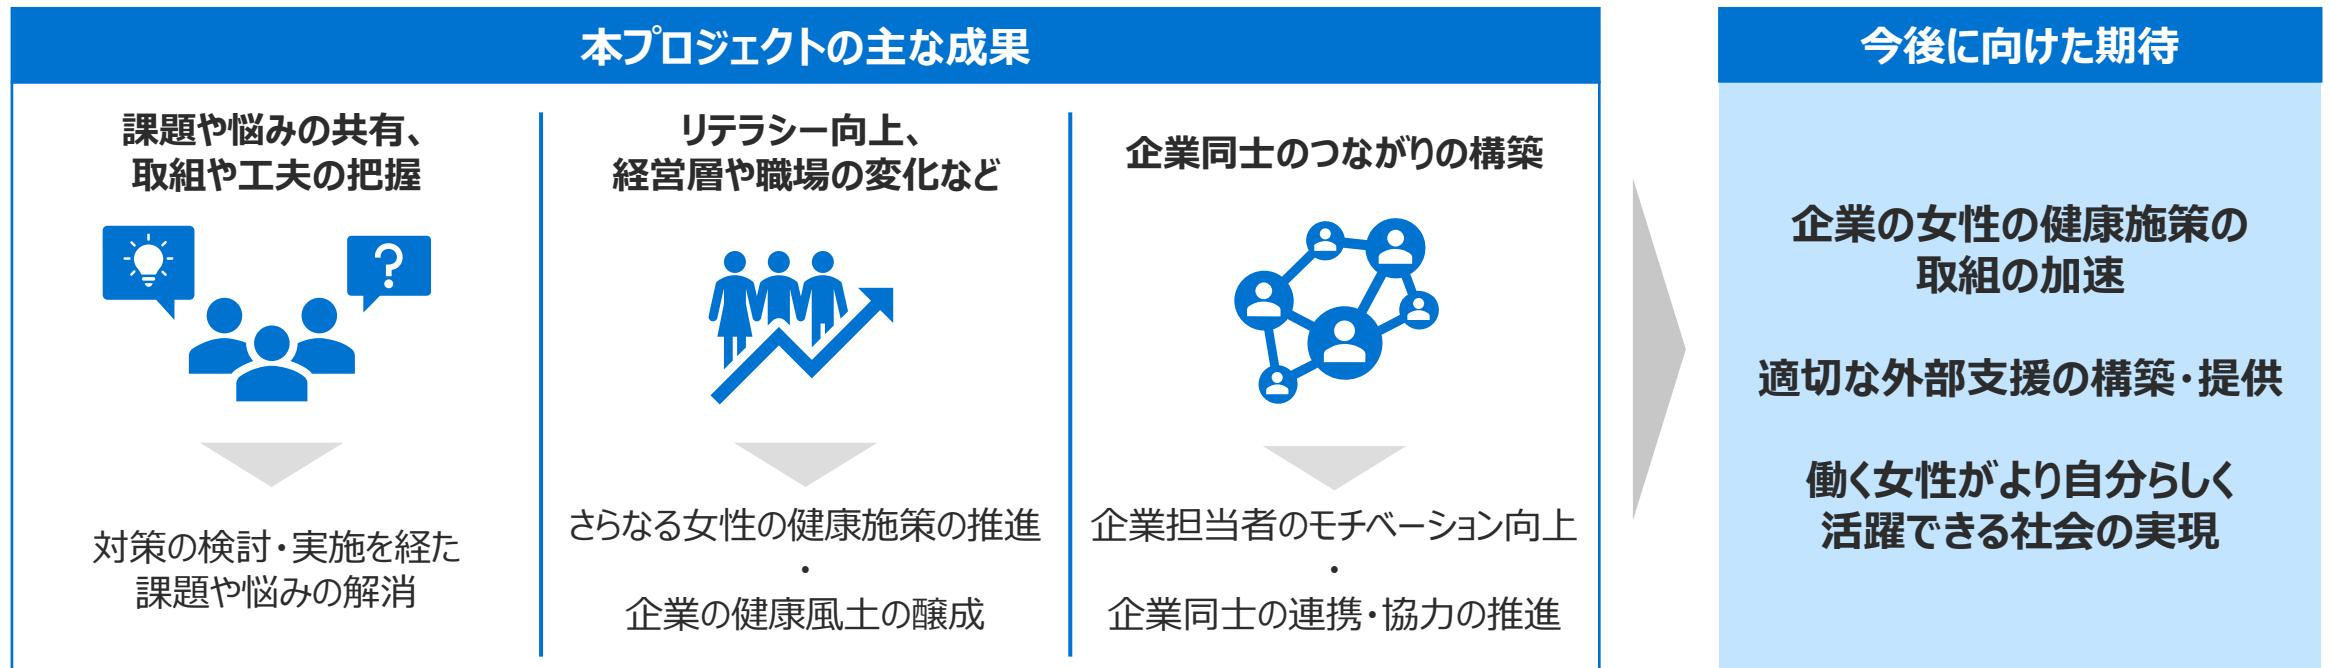 本プロジェクトの主な成果
課題や悩みの共有、
取組や工夫の把握
?
対策の検討・実施を経た
課題や悩みの解消
リテラシー向上、
経営層や職場の変化など
さらなる女性の健康施策の推進
・
企業の健康風土の醸成
企業同士のつながりの構築
企業担当者のモチベーション向上
・
企業同士の連携・協力の推進
今後に向けた期待
企業の女性の健康施策の
取組の加速
適切な外部支援の構築・提供
働く女性がより自分らしく
活躍できる社会の実現